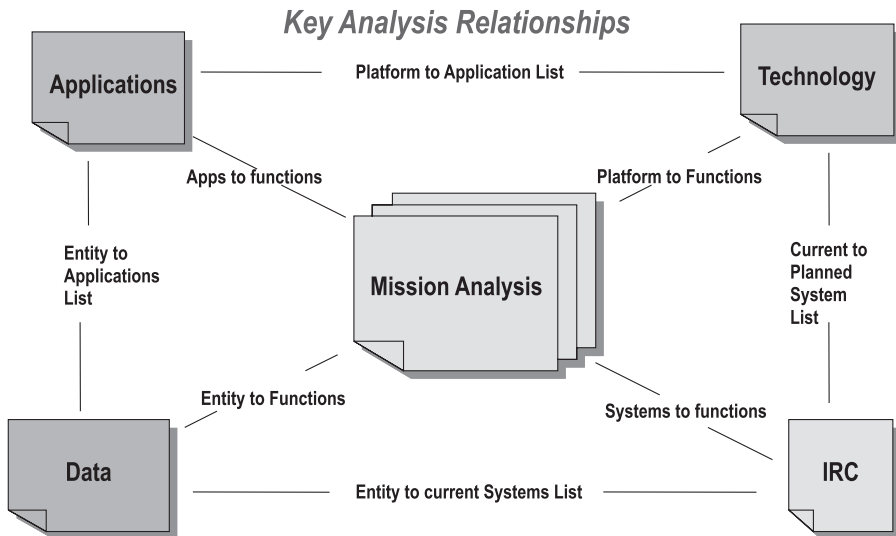 Key Analysis Relationships
Applications
Platform to Application List
Technology
Apps to functions
Platform to Functions
Entity to
Applications
List
Mission Analysis
Current to
Planned
System
List
Entity to Functions
Systems to functions
Data
Entity to current Systems List
IRC